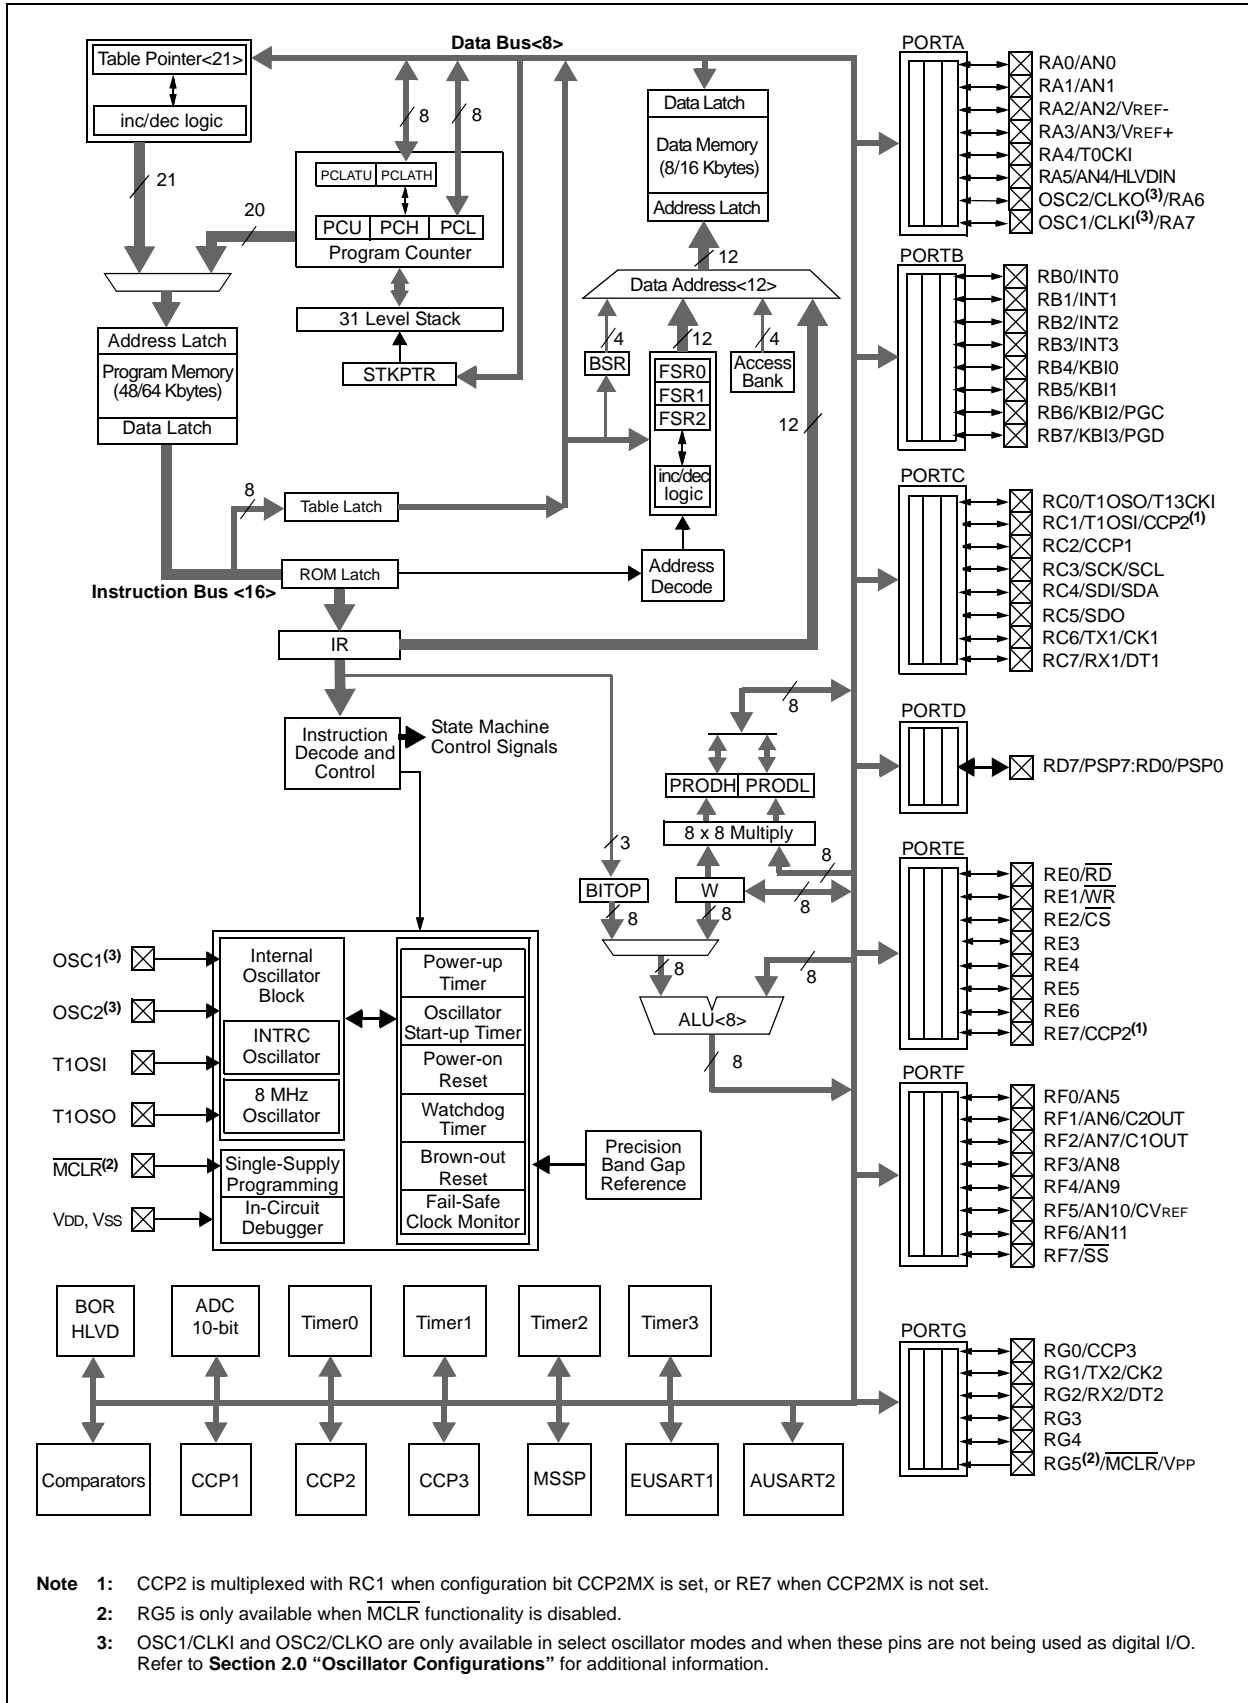 Data Bus<8>
Table Pointer<21>
inc/dec logic
21
20
8
8
PCLATU PCLATH
PCU PCH PCL
Program Counter
31 Level Stack
STKPTR
Address Latch
Program Memory
(48/64 Kbytes)
Data Latch
Data Latch
Data Memory
(8/16 Kbytes)
Address Latch
12
Data Address<12>
4
12
4
BSR
FSR0
FSR1
FSR2
inc/dec
logic
Access
Bank
12
8
Table Latch
ROM Latch
Instruction Bus <16>
Address
Decode
IR
Instruction
Decode and
Control
State Machine
Control Signals
8
PRODH PRODL
8 x 8 Multiply
3
8
BITOP
W
8
8
8
8
8
ALU<8>
8
OSC1(3)
OSC2(3)
T1OSI
T1OSO
MCLR(2)
VDD, VSS
Internal
Oscillator
Block
INTRC
Oscillator
8 MHz
Oscillator
Single-Supply
Programming
In-Circuit
Debugger
Power-up
Timer
Oscillator
Start-up Timer
Power-on
Reset
Watchdog
Timer
Brown-out
Reset
Fail-Safe
Clock Monitor
Precision
Band Gap
Reference
BOR
HLVD
ADC
10-bit
Timer0
Timer1
Timer2
Timer3
Comparators
CCP1
CCP2
CCP3
MSSP
EUSART1
AUSART2
PORTA
RA0/AN0
RA1/AN1
RA2/AN2/VREF-
RA3/AN3/VREF+
RA4/T0CKI
RA5/AN4/HLVDIN
OSC2/CLKO(3)/RA6
OSC1/CLKI(3)/RA7
PORTB
RB0/INT0
RB1/INT1
RB2/INT2
RB3/INT3
RB4/KBI0
RB5/KBI1
RB6/KBI2/PGC
RB7/KBI3/PGD
PORTC
RC0/T1OSO/T13CKI
RC1/T1OSI/CCP2(1)
RC2/CCP1
RC3/SCK/SCL
RC4/SDI/SDA
RC5/SDO
RC6/TX1/CK1
RC7/RX1/DT1
PORTD
RD7/PSP7:RD0/PSP0
PORTE
RE0/RD
RE1/WR
RE2/CS
RE3
RE4
RE5
RE6
RE7/CCP2(1)
PORTF
RF0/AN5
RF1/AN6/C2OUT
RF2/AN7/C1OUT
RF3/AN8
RF4/AN9
RF5/AN10/CVREF
RF6/AN11
RF7/SS
PORTG
RG0/CCP3
RG1/TX2/CK2
RG2/RX2/DT2
RG3
RG4
RG5(2)/MCLR/VPP
Note 1: CCP2 is multiplexed with RC1 when configuration bit CCP2MX is set, or RE7 when CCP2MX is not set.
2: RG5 is only available when MCLR functionality is disabled.
3: OSC1/CLKI and OSC2/CLKO are only available in select oscillator modes and when these pins are not being used as digital I/O.
Refer to Section 2.0 “Oscillator Configurations” for additional information.